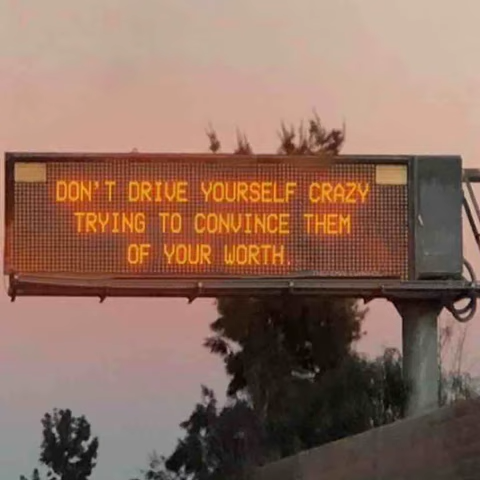 DON'T DRIVE YOURSELF CRAZY
TRYING TO CONVINCE THEM
OF YOUR WORTH.